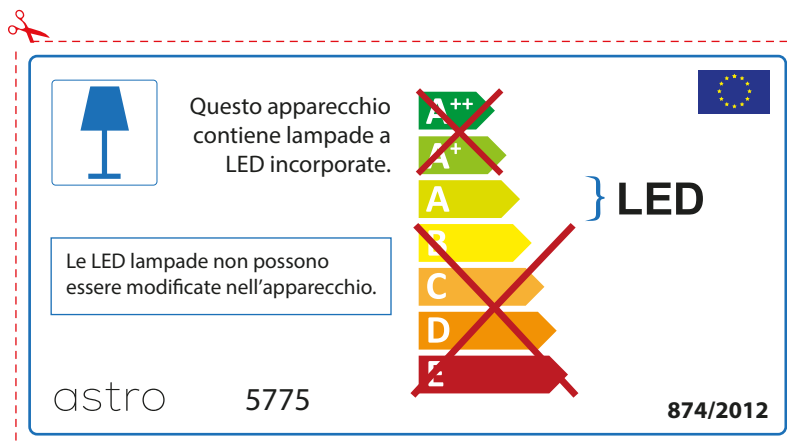 Questo apparecchio
contiene lampade a
LED incorporate.
A++
A+
A
B
C
D
E
LED
Le LED lampade non possono
essere modificate nell'apparecchio.
astro
5775
874/2012